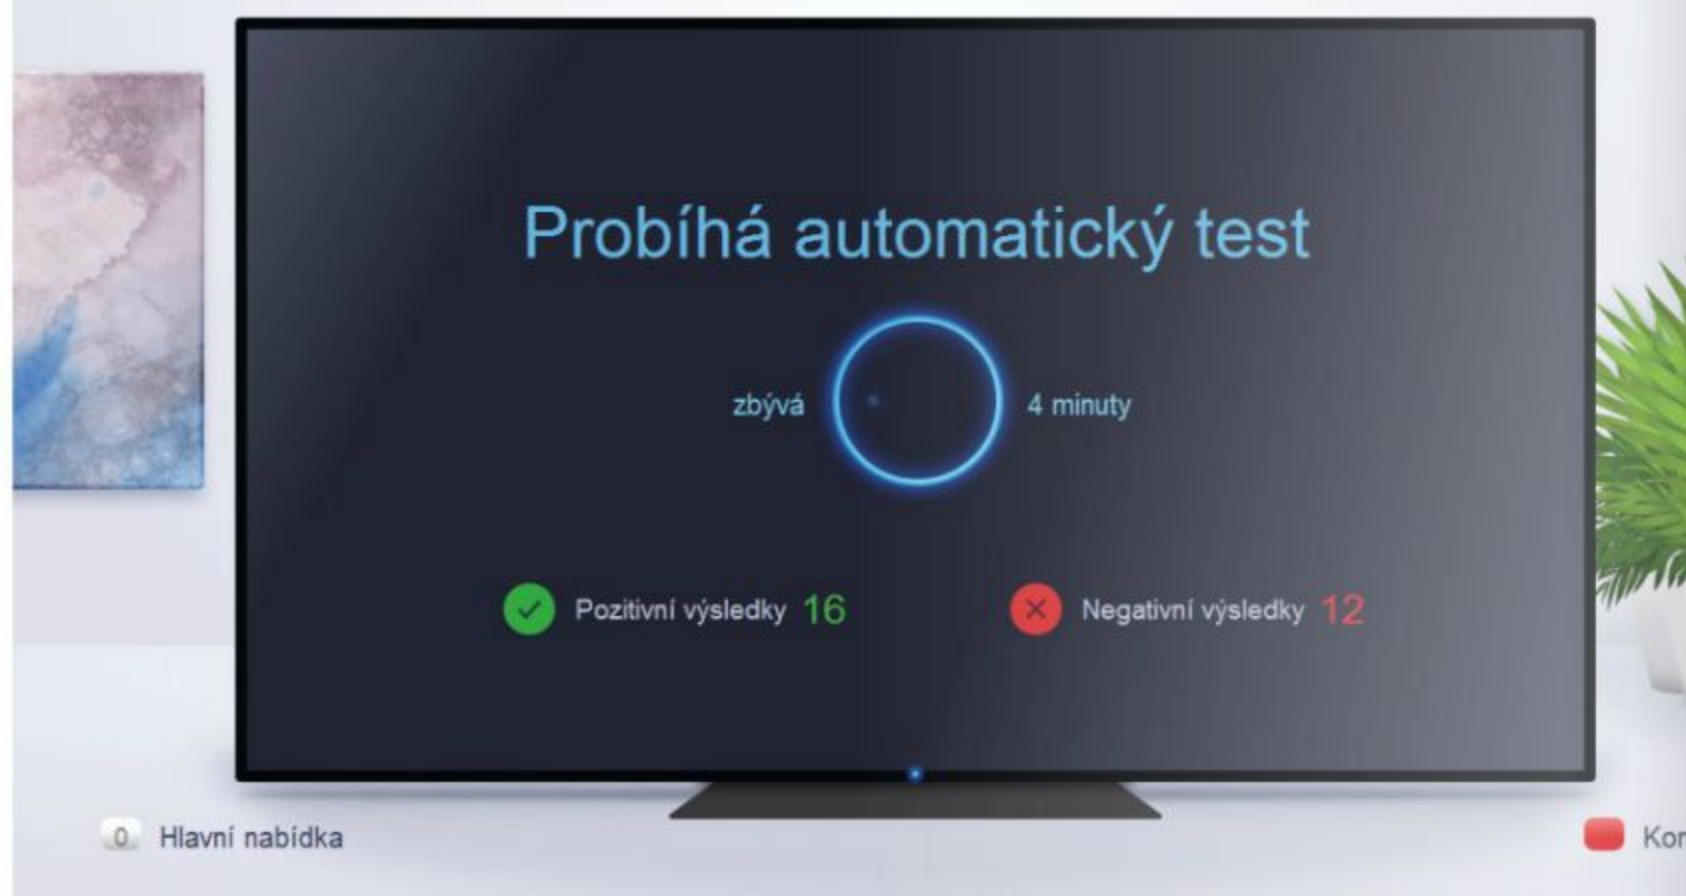 Probíhá automatický test
zbývá 4 minuty
Pozitivní výsledky 16 Negativní výsledky 12
0 Hlavní nabídka